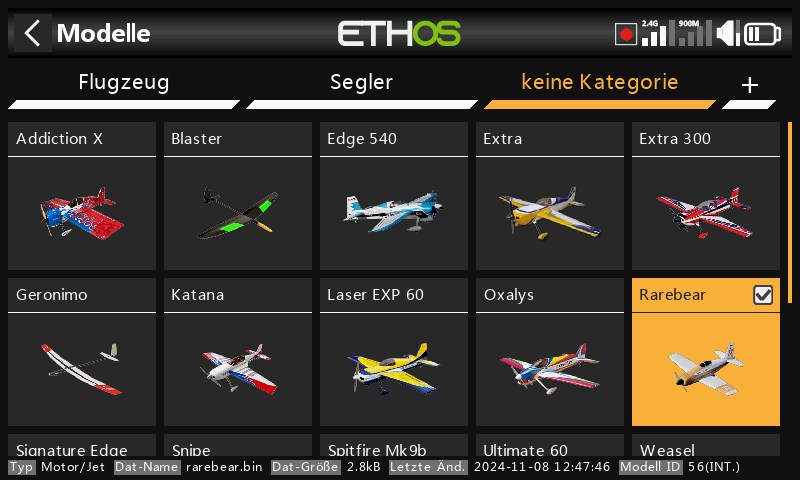 Modelle ETHOS 2.4G 900M
Flugzeug Segler keine Kategorie +
Addiction X Blaster Edge 540 Extra Extra 300
Geronimo Katana Laser EXP 60 Oxalys Rarebear
Signature Edge Snipe Spitfire Mk9b Ultimate 60 Weasel
Typ Motor/Jet Dat-Name rarebear.bin Dat-Größe 2.8kB Letzte Änd. 2024-11-08 12:47:46 Modell ID 56(INT.)